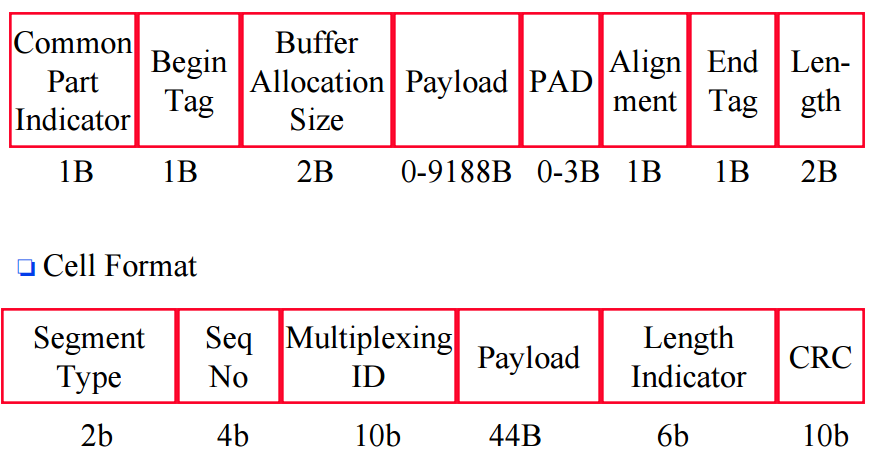 Common Part Indicator
Begin Tag
Buffer Allocation Size
Payload
PAD
Align ment
End Tag
Len- gth
1B 1B 2B 0-9188B 0-3B 1B 1B 2B
Cell Format
Segment Type
Seq No
Multiplexing ID
Payload
Length Indicator
CRC
2b 4b 10b 44B 6b 10b